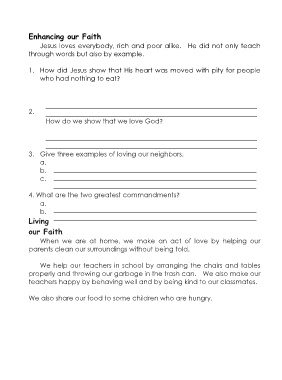 Enhancing our Faith
Jesus loves everybody, rich and poor alike. He did not only teach
through words but also by example.
1. How did Jesus show that His heart was moved with pity for people
who had nothing to eat?
2.
How do we show that we love God?
3. Give three examples of loving our neighbors.
a.
b.
c.
4. What are the two greatest commandments?
a.
b.
Living
our Faith
When we are at home, we make an act of love by helping our
parents clean our surroundings without being told.
We help our teachers in school by arranging the chairs and tables
properly and throwing our garbage in the trash can. We also make our
teachers happy by behaving well and by being kind to our classmates.
We also share our food to some children who are hungry.